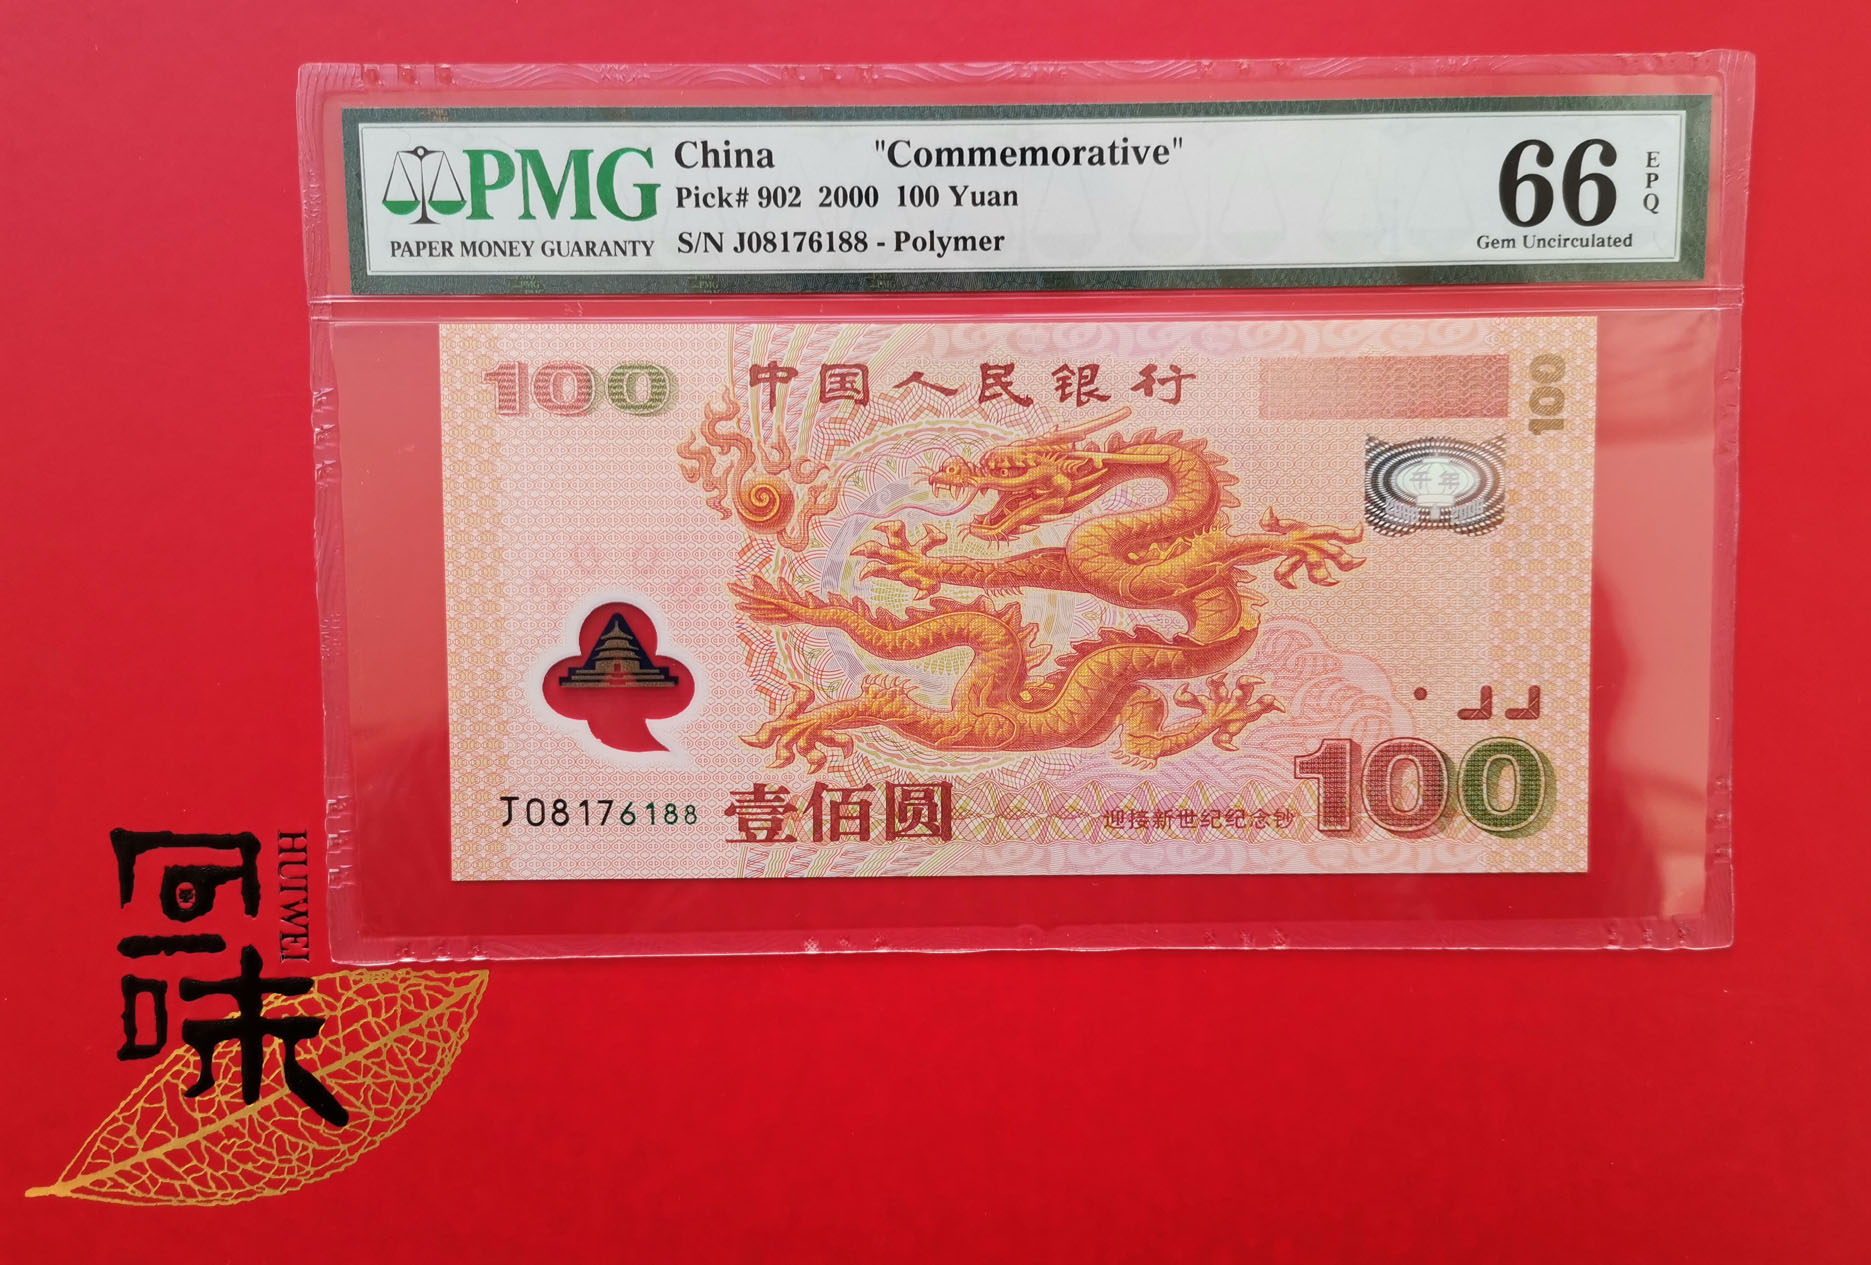 PMG
PAPER MONEY GUARANTY
China "Commemorative"
Pick# 902 2000 100 Yuan
S/N J08176188 - Polymer
66
EPQ
Gem Uncirculated
100
中国人民银行
100
千年
J08176188
壹佰圆
迎接新世纪纪念钞
100
回味
HUIWEI